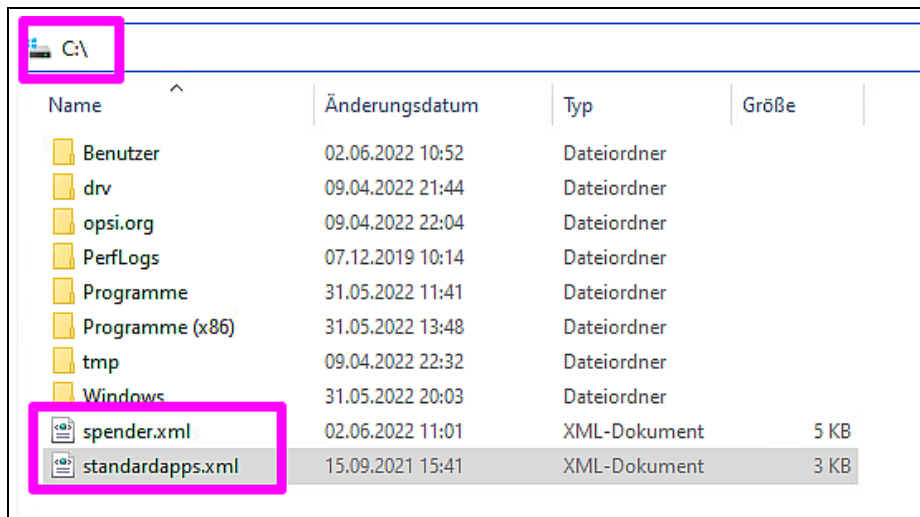 C:\
Name Änderungsdatum Typ Größe
Benutzer 02.06.2022 10:52 Dateiordner
drv 09.04.2022 21:44 Dateiordner
opsi.org 09.04.2022 22:04 Dateiordner
PerfLogs 07.12.2019 10:14 Dateiordner
Programme 31.05.2022 11:41 Dateiordner
Programme (x86) 31.05.2022 13:48 Dateiordner
tmp 09.04.2022 22:32 Dateiordner
Windows 31.05.2022 20:03 Dateiordner
spender.xml 02.06.2022 11:01 XML-Dokument 5 KB
standardapps.xml 15.09.2021 15:41 XML-Dokument 3 KB